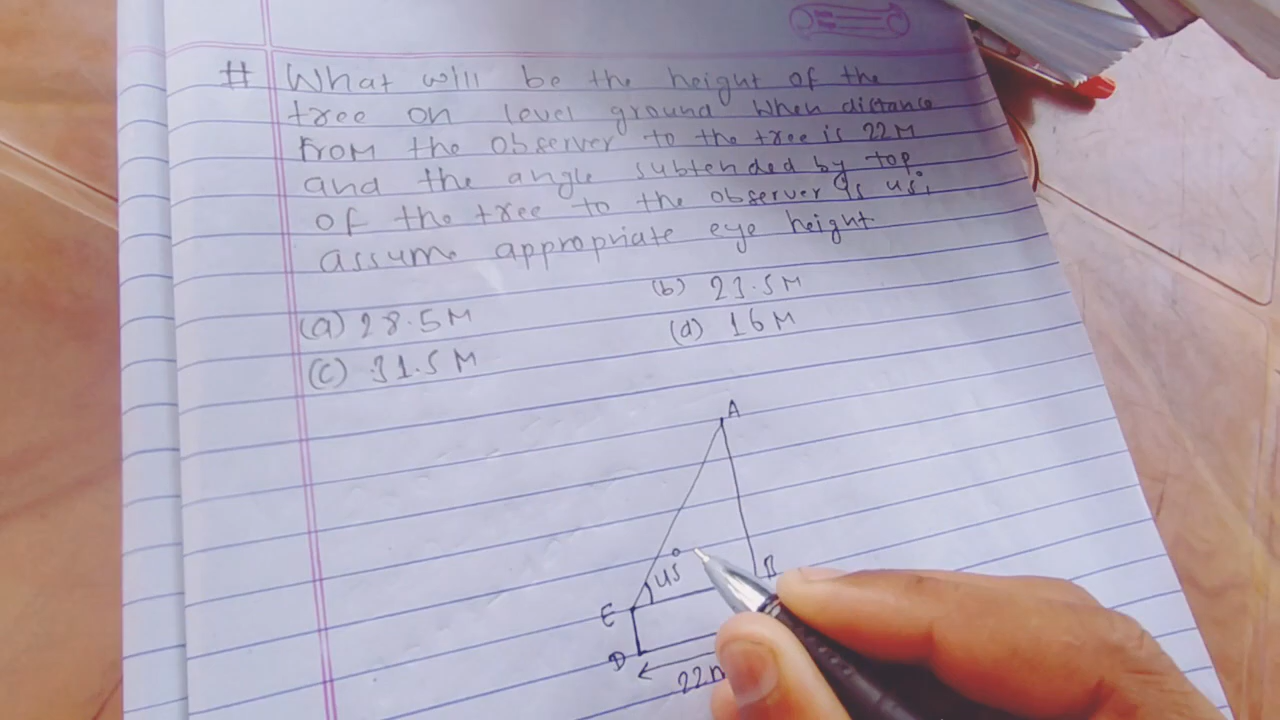 # What will be the height of the
tree on level ground when distance
From the observer to the tree is 22M
and the angle subtended by top
of the tree to the observer is 45°,
assume appropriate eye height
(a) 28.5M
(b) 23.5M
(c) 31.5M
(d) 16M
A
45°
B
E
D
22m